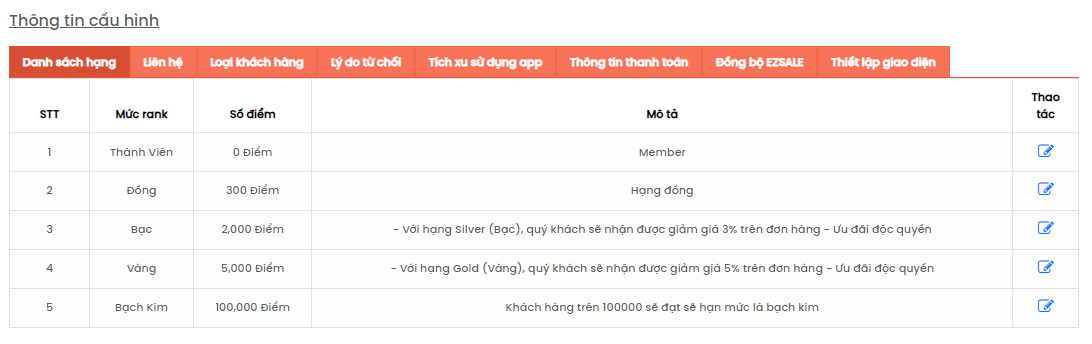 Thông tin cấu hình
Danh sách hạng Liên hệ Loại khách hàng Lý do từ chối Tích xu sử dụng app Thông tin thanh toán Đồng bộ EZSALE Thiết lập giao diện
STT Mức rank Số điểm Mô tả Thao tác
1 Thành Viên 0 Điểm Member
2 Đồng 300 Điểm Hạng đồng
3 Bạc 2,000 Điểm - Với hạng Silver (Bạc), quý khách sẽ nhận được giảm giá 3% trên đơn hàng - Ưu đãi độc quyền
4 Vàng 5,000 Điểm - Với hạng Gold (Vàng), quý khách sẽ nhận được giảm giá 5% trên đơn hàng - Ưu đãi độc quyền
5 Bạch Kim 100,000 Điểm Khách hàng trên 100000 sẽ đạt sẽ hạn mức là bạch kim